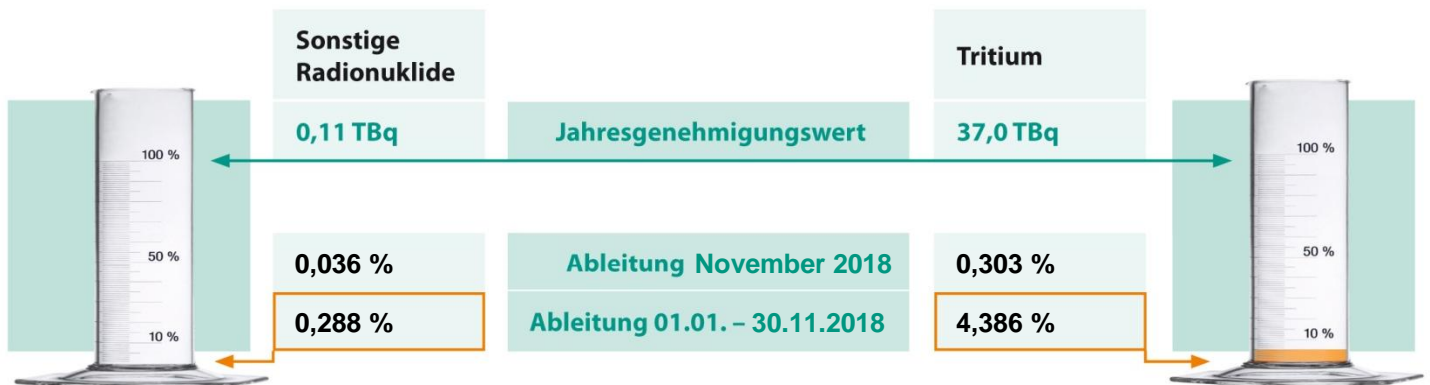 Sonstige
Radionuklide
Tritium
0,11 TBq
Jahresgenehmigungswert
37,0 TBq
100 %
100 %
50 %
50 %
0,036 %
Ableitung November 2018
0,303 %
0,288 %
Ableitung 01.01. – 30.11.2018
4,386 %
10 %
10 %